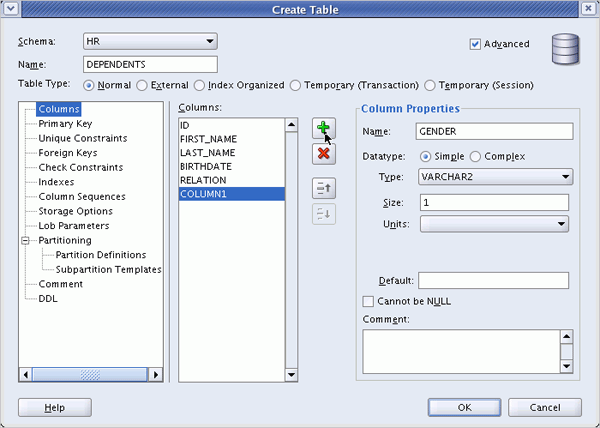 Create Table
Schema: HR
Advanced
Name: DEPENDENTS
Table Type: Normal External Index Organized Temporary (Transaction) Temporary (Session)
Columns
Primary Key
Unique Constraints
Foreign Keys
Check Constraints
Indexes
Column Sequences
Storage Options
Lob Parameters
Partitioning
Partition Definitions
Subpartition Templates
Comment
DDL
Columns:
ID
FIRST_NAME
LAST_NAME
BIRTHDATE
RELATION
COLUMN1
Column Properties
Name: GENDER
Datatype: Simple Complex
Type: VARCHAR2
Size: 1
Units:
Default:
Cannot be NULL
Comment:
Help
OK
Cancel